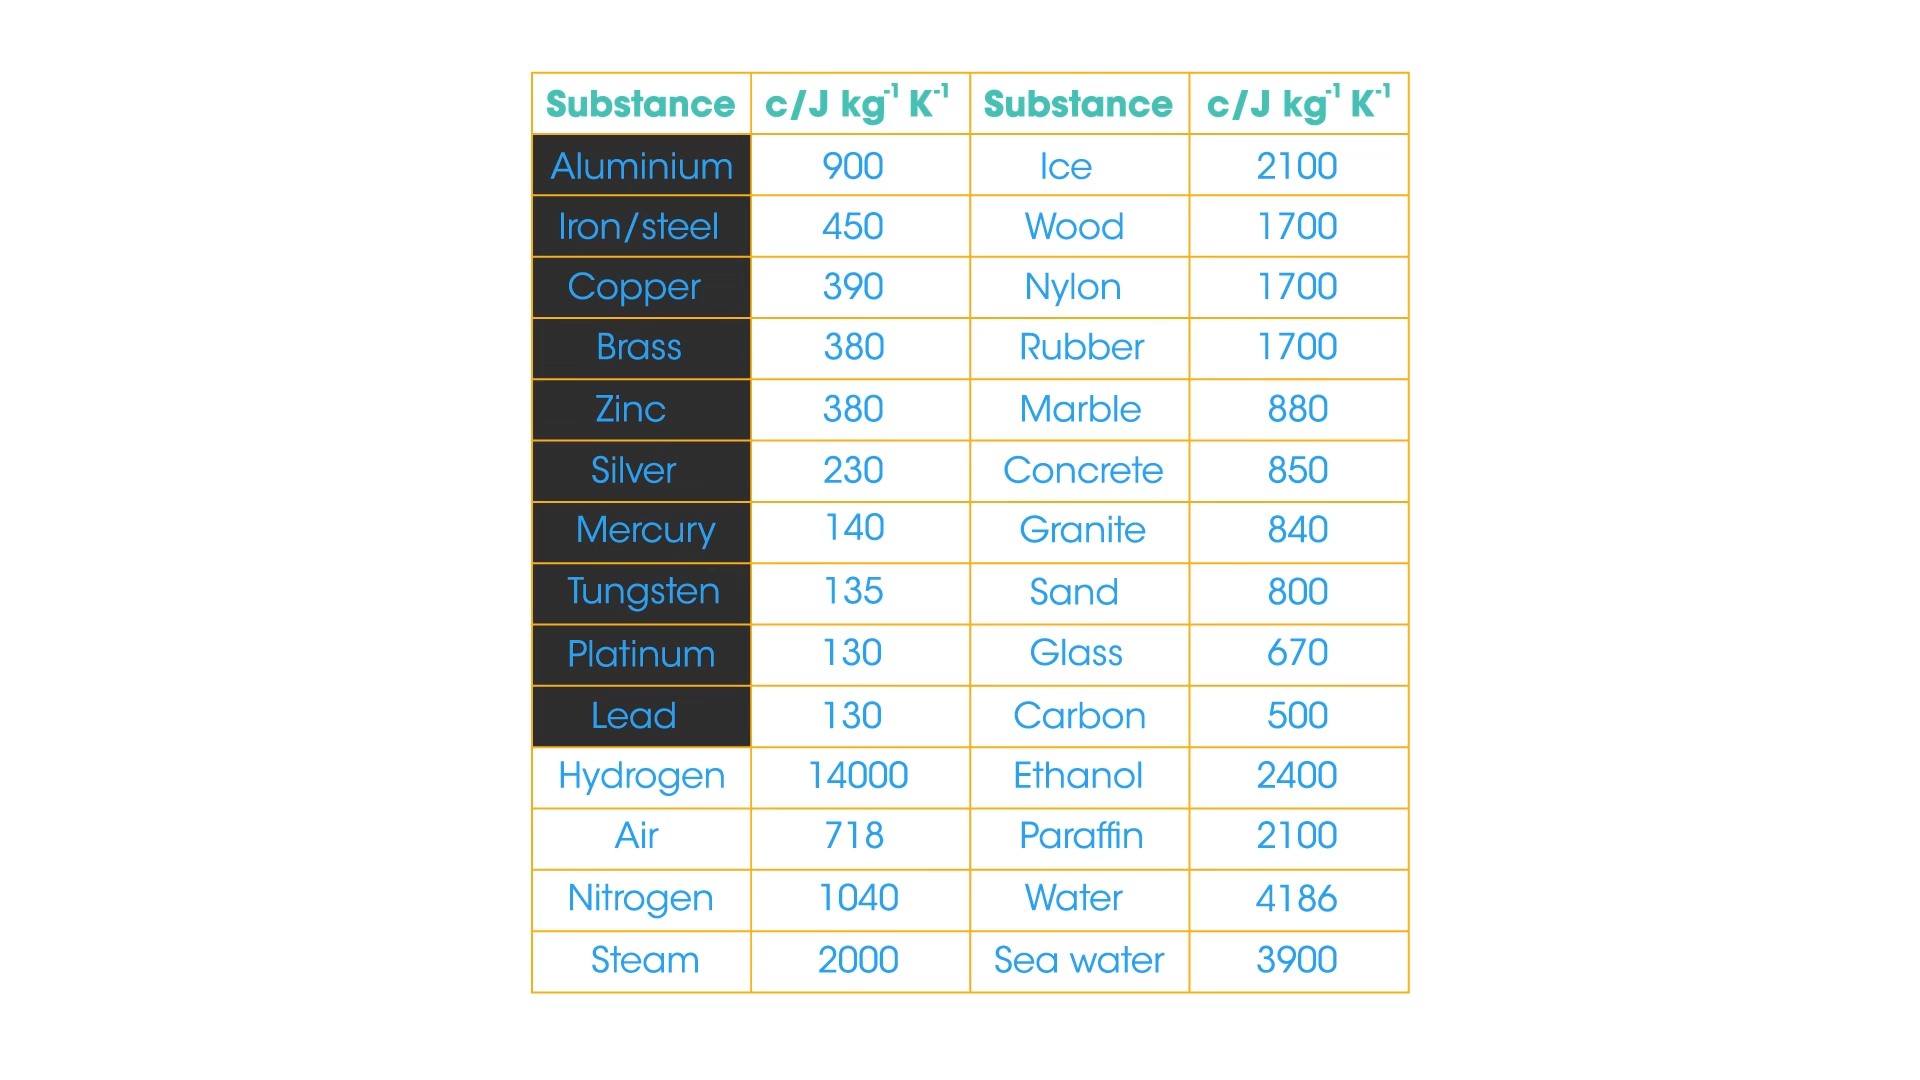 Substance c/J kg⁻¹ K⁻¹ Substance c/J kg⁻¹ K⁻¹
Aluminium 900 Ice 2100
Iron/steel 450 Wood 1700
Copper 390 Nylon 1700
Brass 380 Rubber 1700
Zinc 380 Marble 880
Silver 230 Concrete 850
Mercury 140 Granite 840
Tungsten 135 Sand 800
Platinum 130 Glass 670
Lead 130 Carbon 500
Hydrogen 14000 Ethanol 2400
Air 718 Paraffin 2100
Nitrogen 1040 Water 4186
Steam 2000 Sea water 3900